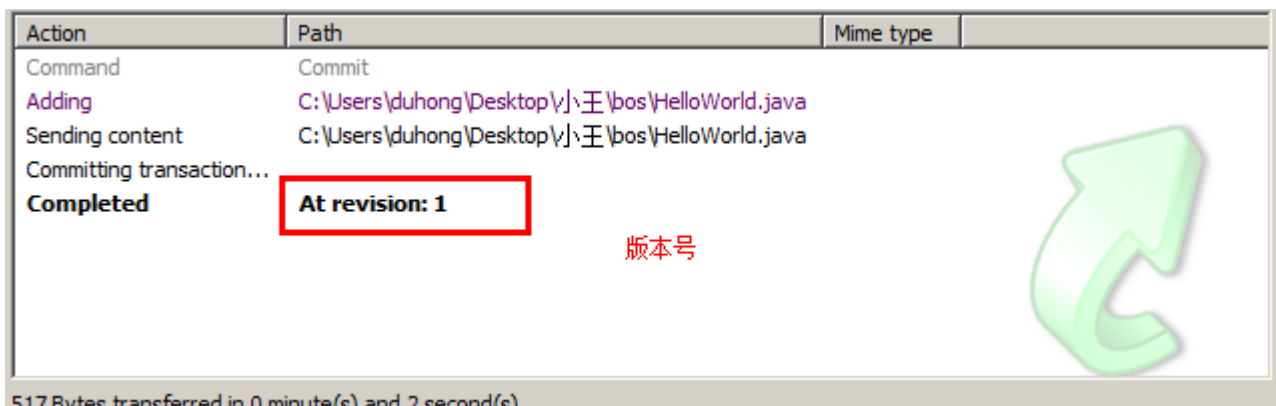 Action Path Mime type
Command Commit
Adding C:\Users\duhong\Desktop\小王\bos\HelloWorld.java
Sending content C:\Users\duhong\Desktop\小王\bos\HelloWorld.java
Committing transaction...
Completed At revision: 1
版本号
517 Bytes transferred in 0 minute(s) and 2 second(s)